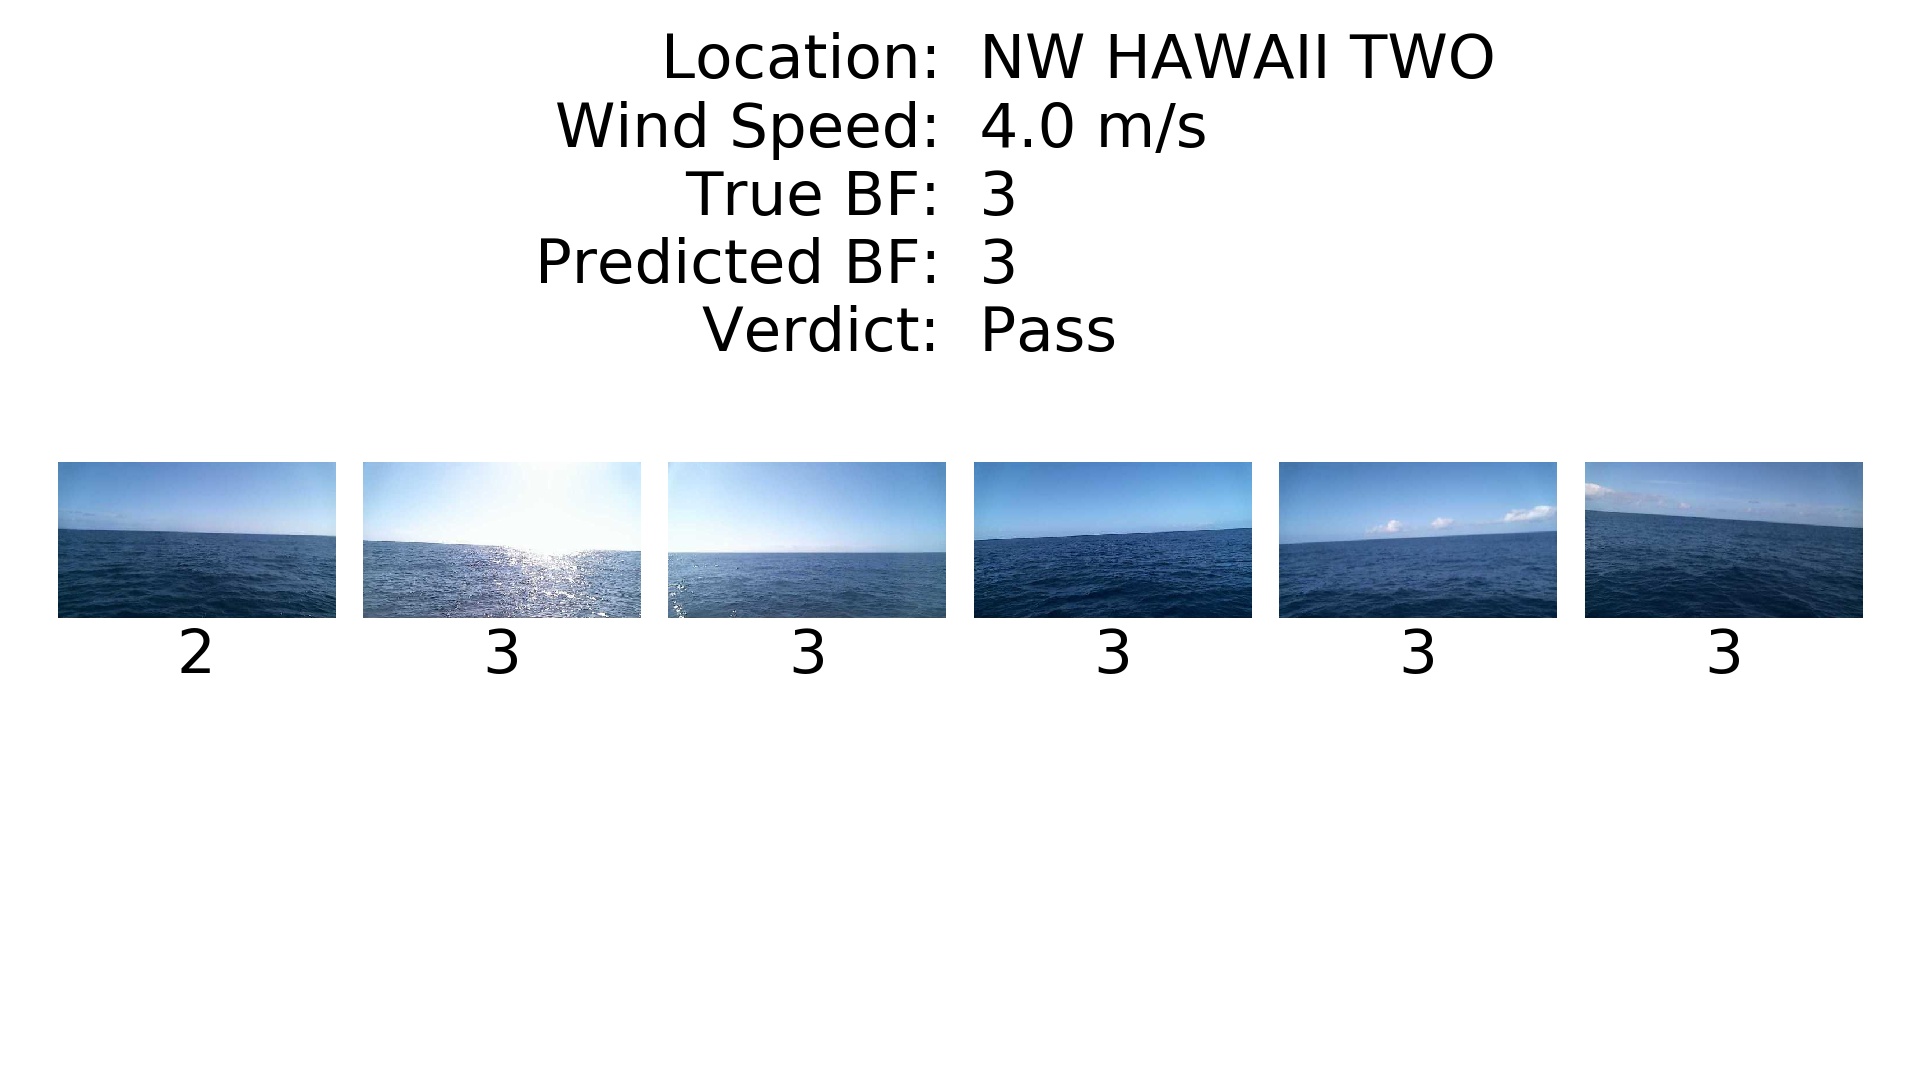 Location: NW HAWAII TWO
Wind Speed: 4.0 m/s
True BF: 3
Predicted BF: 3
Verdict: Pass
2 3 3 3 3 3